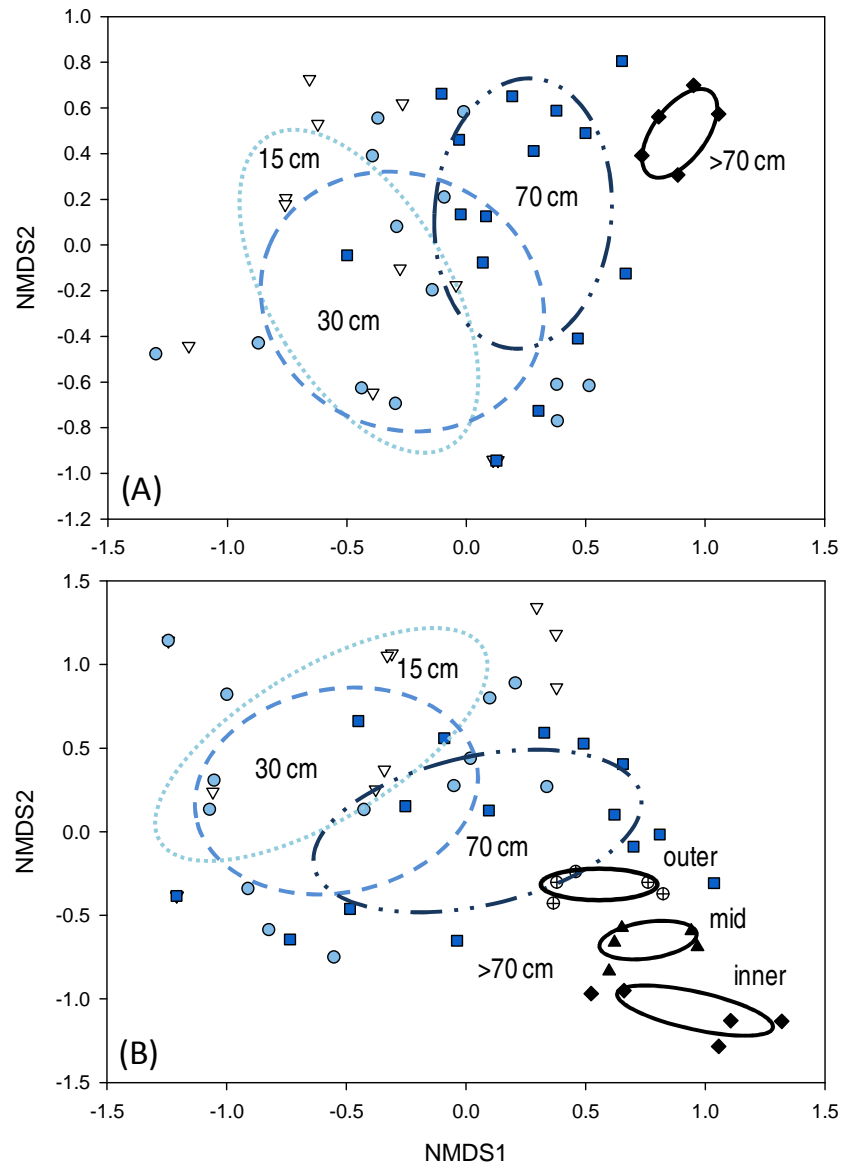 1.0
0.8
0.6
0.4
0.2
0.0
-0.2
-0.4
-0.6
-0.8
-1.0
-1.2
NMDS2
15 cm
30 cm
70 cm
>70 cm
(A)
-1.5 -1.0 -0.5 0.0 0.5 1.0 1.5
1.5
1.0
0.5
0.0
-0.5
-1.0
-1.5
NMDS2
15 cm
30 cm
70 cm
outer
mid
>70 cm
inner
(B)
-1.5 -1.0 -0.5 0.0 0.5 1.0 1.5
NMDS1